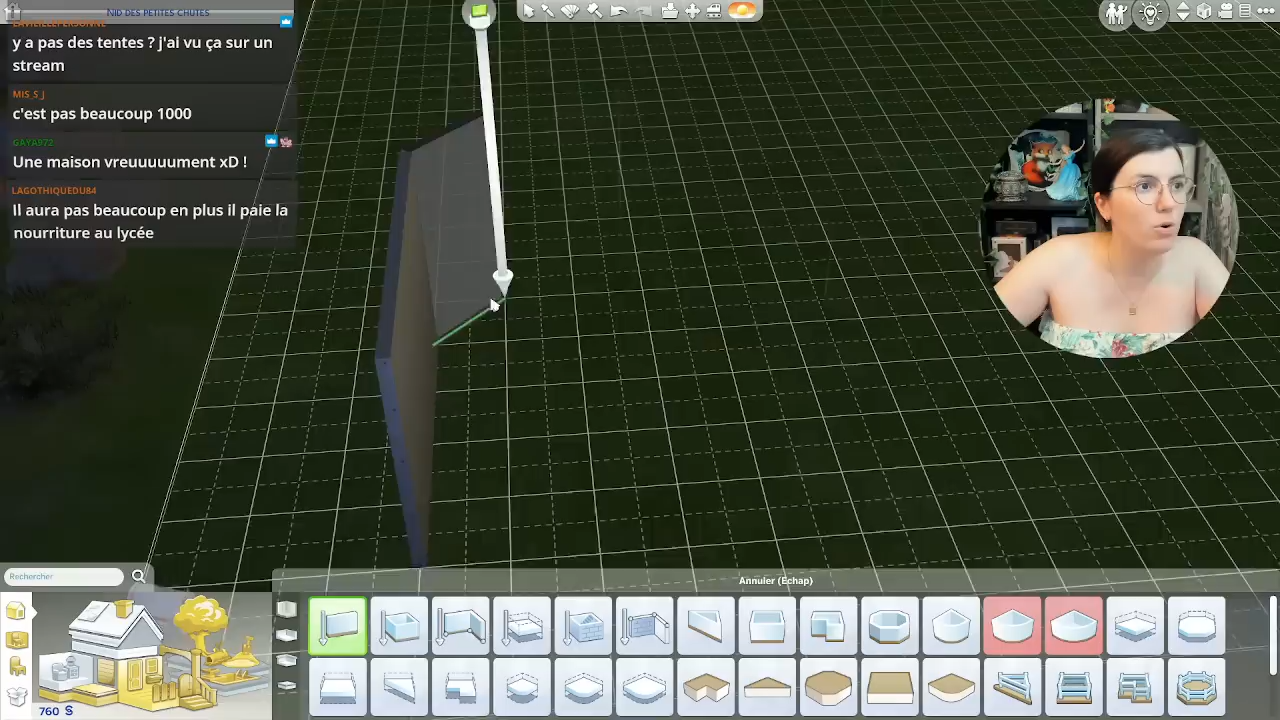 NID DES PETITES CHUTES
LAVIEILLEPERSONNE
y a pas des tentes ? j'ai vu ça sur un
stream
MIS_S_J
c'est pas beaucoup 1000
GAYA972
Une maison vreuuuuument xD !
LAGOTHIQUEDU84
Il aura pas beaucoup en plus il paie la
nourriture au lycée
Annuler (Échap)
Rechercher
760 §